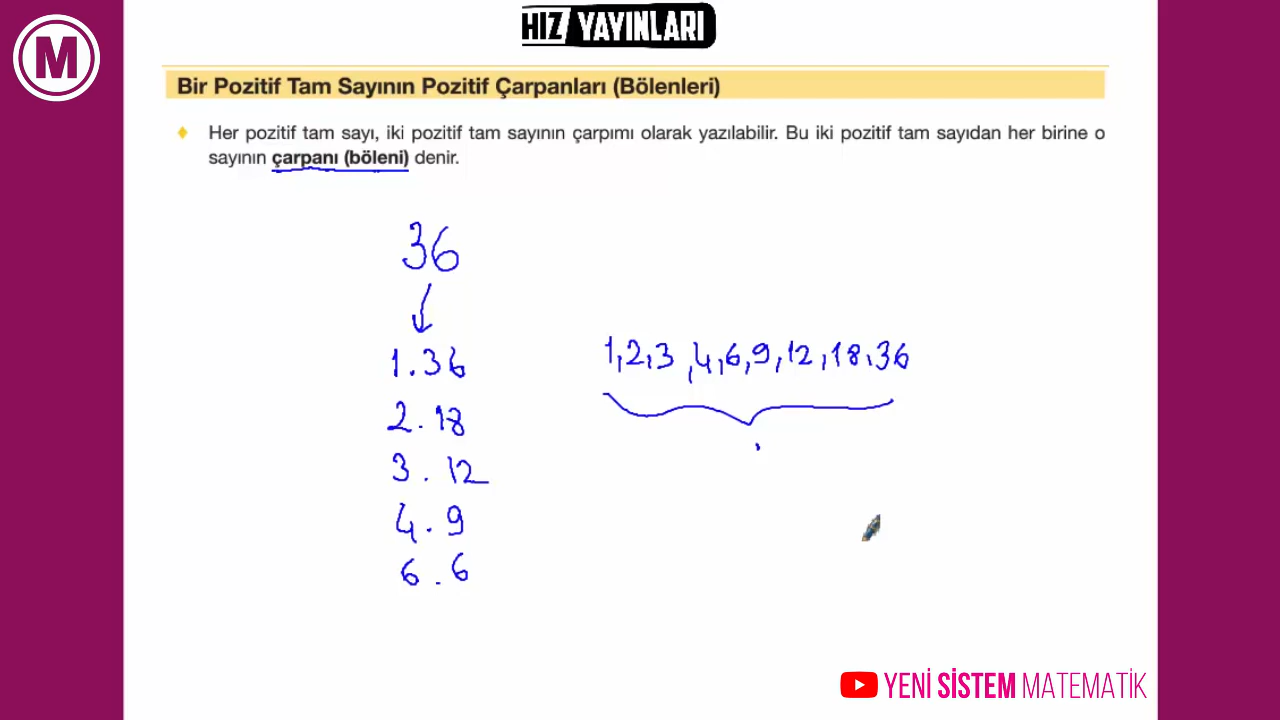 M
HIZ YAYINLARI
Bir Pozitif Tam Sayının Pozitif Çarpanları (Bölenleri)
Her pozitif tam sayı, iki pozitif tam sayının çarpımı olarak yazılabilir. Bu iki pozitif tam sayıdan her birine o
sayının çarpanı (böleni) denir.
36
1.36
2.18
3.12
4.9
6.6
1,2,3,4,6,9,12,18,36
YENİ SİSTEM MATEMATİK